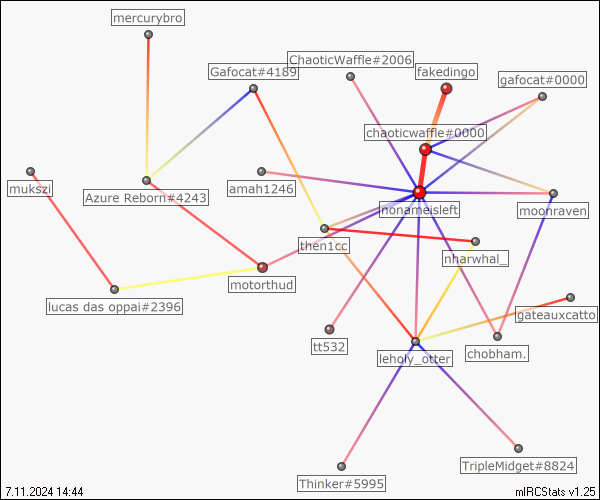 mercurybro
ChaoticWaffle#2006
Gafocat#4189
fakedingo
gafocat#0000
chaoticwaffle#0000
mukszi
Azure Reborn#4243
amah1246
nonameisleft
moonraven
then1cc
nharwhal_
motorthud
lucas das oppai#2396
gateauxcatto
tt532
leholy_otter
chobham.
TripleMidget#8824
Thinker#5995
7.11.2024 14:44
mIRCStats v1.25